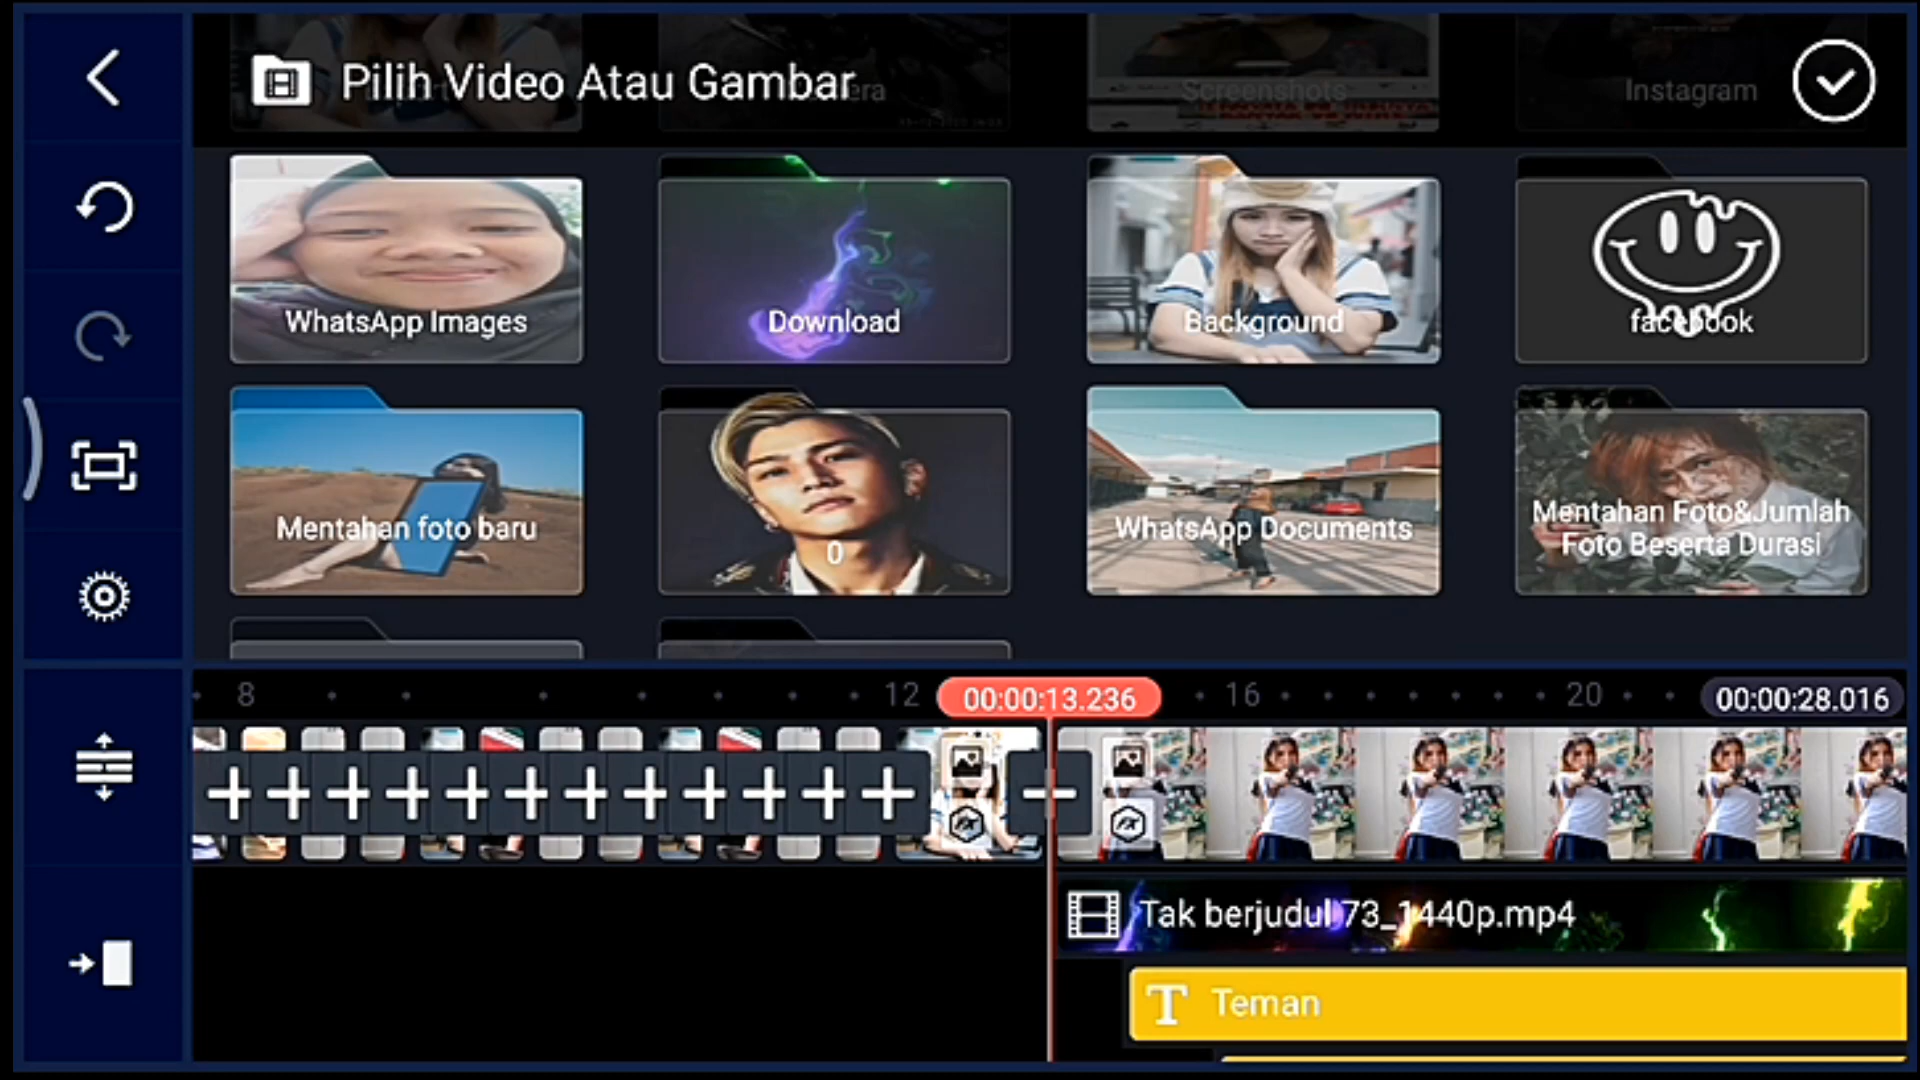 Pilih Video Atau Gambar
Screenshots
Instagram
WhatsApp Images
Download
Background
facebook
Mentahan foto baru
0
WhatsApp Documents
Mentahan Foto&Jumlah
Foto Beserta Durasi
8
12
00:00:13.236
16
20
00:00:28.016
Tak berjudul 73_1440p.mp4
T Teman